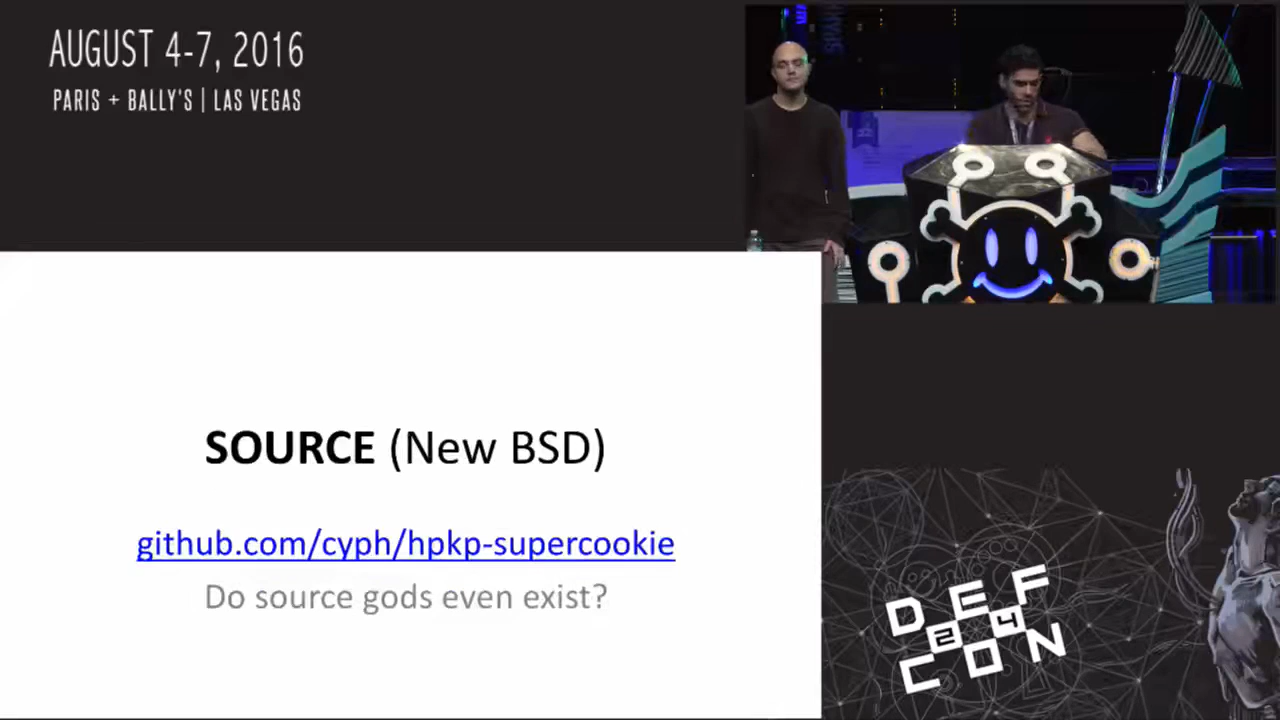 AUGUST 4-7, 2016
PARIS + BALLY'S | LAS VEGAS
SOURCE (New BSD)
github.com/cyph/hpkp-supercookie
Do source gods even exist?
DEF
24
CON